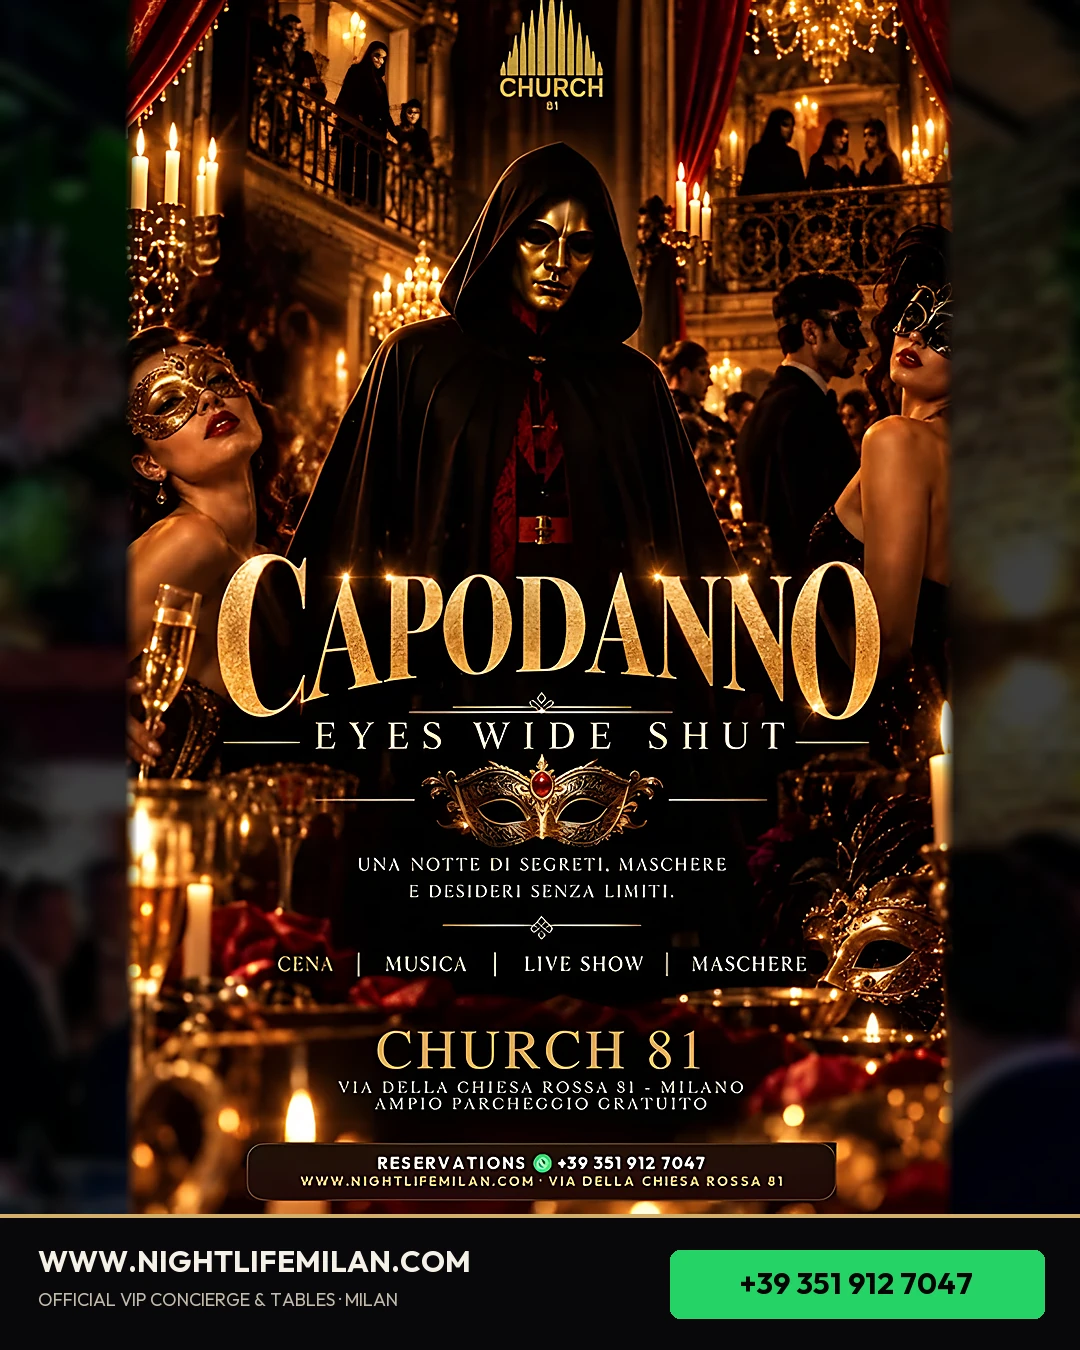 CHURCH
81
CAPODANNO
EYES WIDE SHUT
UNA NOTTE DI SEGRETI, MASCHERE
E DESIDERI SENZA LIMITI.
CENA | MUSICA | LIVE SHOW | MASCHERE
CHURCH 81
VIA DELLA CHIESA ROSSA 81 - MILANO
AMPIO PARCHEGGIO GRATUITO
RESERVATIONS +39 351 912 7047
WWW.NIGHTLIFEMILAN.COM · VIA DELLA CHIESA ROSSA 81
WWW.NIGHTLIFEMILAN.COM
OFFICIAL VIP CONCIERGE & TABLES · MILAN
+39 351 912 7047